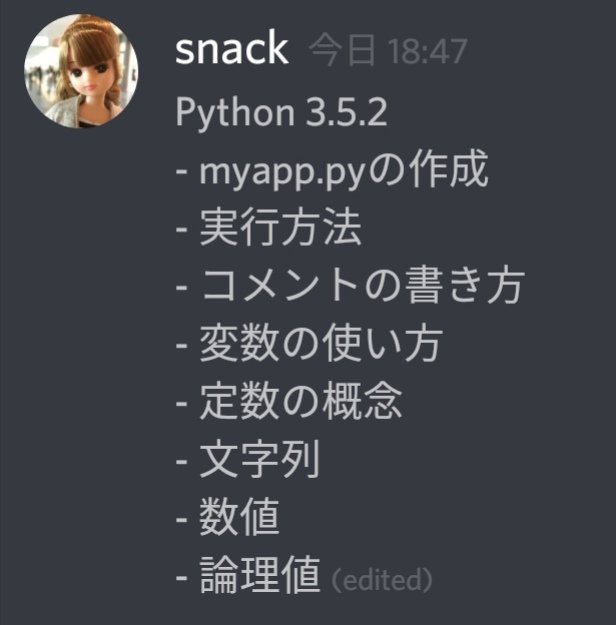 snack 今日 18:47
Python 3.5.2
- myapp.pyの作成
- 実行方法
- コメントの書き方
- 変数の使い方
- 定数の概念
- 文字列
- 数値
- 論理値 (edited)